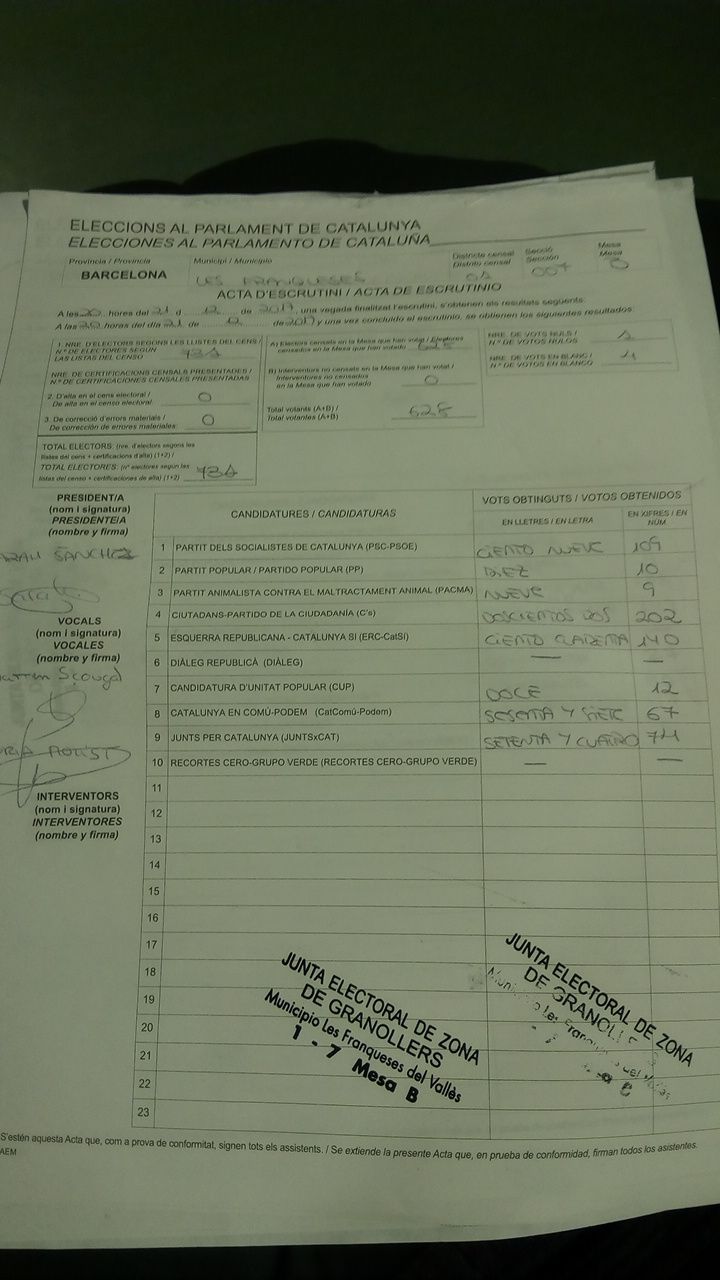 ELECCIONS AL PARLAMENT DE CATALUNYA
ELECCIONES AL PARLAMENTO DE CATALUÑA
Província / Provincia Municipi / Municipio Districte censal Secció Mesa
Distrito censal Sección Mesa
BARCELONA LES FRANQUESES 007 B
ACTA D'ESCRUTINI / ACTA DE ESCRUTINIO
A les 20 hores del 21 d 12 de 2017, una vegada finalitzat l'escrutini, s'obtenen els resultats següents:
A las 20 horas del día 21 de 12 de 2017 y una vez concluido el escrutinio, se obtienen los siguientes resultados:
1. NRE. D'ELECTORS SEGONS LES LLISTES DEL CENS /
Nº DE ELECTORES SEGÚN
LAS LISTAS DEL CENSO
NRE. DE CERTIFICACIONS CENSALS PRESENTADES /
Nº DE CERTIFICACIONES CENSALES PRESENTADAS
2. D'alta en el cens electoral / 0
De alta en el censo electoral
3. De correcció d'errors materials / 0
De corrección de errores materiales
TOTAL ELECTORS: (nre. d'electors segons les
llistes del cens + certificacions d'alta) (1+2) /
TOTAL ELECTORES: (nº electores según las
listas del censo + certificaciones de alta) (1+2)
A) Electors censats en la Mesa que han votat / Electores
censados en la Mesa que han votado
B) Interventors no censats en la Mesa que han votat /
Interventores no censados 0
en la Mesa que han votado
Total votants (A+B) / 625
Total votantes (A+B)
NRE. DE VOTS NULS /
Nº DE VOTOS NULOS
NRE. DE VOTS EN BLANC /
Nº DE VOTOS EN BLANCO
PRESIDENT/A
(nom i signatura)
PRESIDENTE/A
(nombre y firma)
SANCHEZ
VOCALS
(nom i signatura)
VOCALES
(nombre y firma)
INTERVENTORS
(nom i signatura)
INTERVENTORES
(nombre y firma)
CANDIDATURES / CANDIDATURAS VOTS OBTINGUTS / VOTOS OBTENIDOS
EN LLETRES / EN LETRA EN XIFRES / EN NÚM.
1 PARTIT DELS SOCIALISTES DE CATALUNYA (PSC-PSOE) CIENTO NUEVE 109
2 PARTIT POPULAR / PARTIDO POPULAR (PP) DIEZ 10
3 PARTIT ANIMALISTA CONTRA EL MALTRACTAMENT ANIMAL (PACMA) NUEVE 9
4 CIUTADANS-PARTIDO DE LA CIUDADANÍA (C's) DOSCIENTOS DOS 202
5 ESQUERRA REPUBLICANA - CATALUNYA SI (ERC-CatSí) CIENTO 140
6 DIÀLEG REPUBLICÀ (DIÀLEG) — —
7 CANDIDATURA D'UNITAT POPULAR (CUP) DOCE 12
8 CATALUNYA EN COMÚ-PODEM (CatComú-Podem) SESENTA Y SIETE 67
9 JUNTS PER CATALUNYA (JUNTSxCAT) SETENTA Y CUATRO 74
10 RECORTES CERO-GRUPO VERDE (RECORTES CERO-GRUPO VERDE) — —
11
12
13
14
15
16
17
18
19
20
21
22
23
JUNTA ELECTORAL DE ZONA
DE GRANOLLERS
Municipio Les Franqueses del Vallès
1 - 7 Mesa B
JUNTA ELECTORAL DE ZONA
DE GRANOLLERS
S'estén aquesta Acta que, com a prova de conformitat, signen tots els assistents. / Se extiende la presente Acta que, en prueba de conformidad, firman todos los asistentes.
AEM